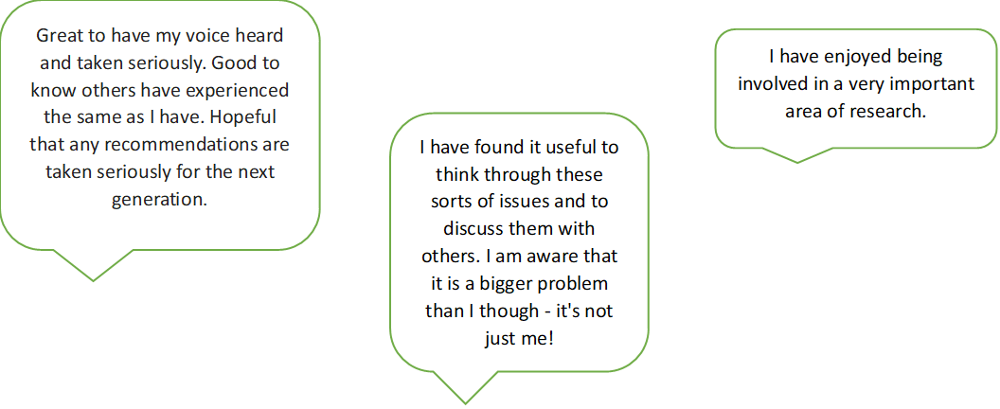 Great to have my voice heard
and taken seriously. Good to
know others have experienced
the same as I have. Hopeful
that any recommendations are
taken seriously for the next
generation.
I have found it useful to
think through these
sorts of issues and to
discuss them with
others. I am aware that
it is a bigger problem
than I though - it's not
just me!
I have enjoyed being
involved in a very important
area of research.